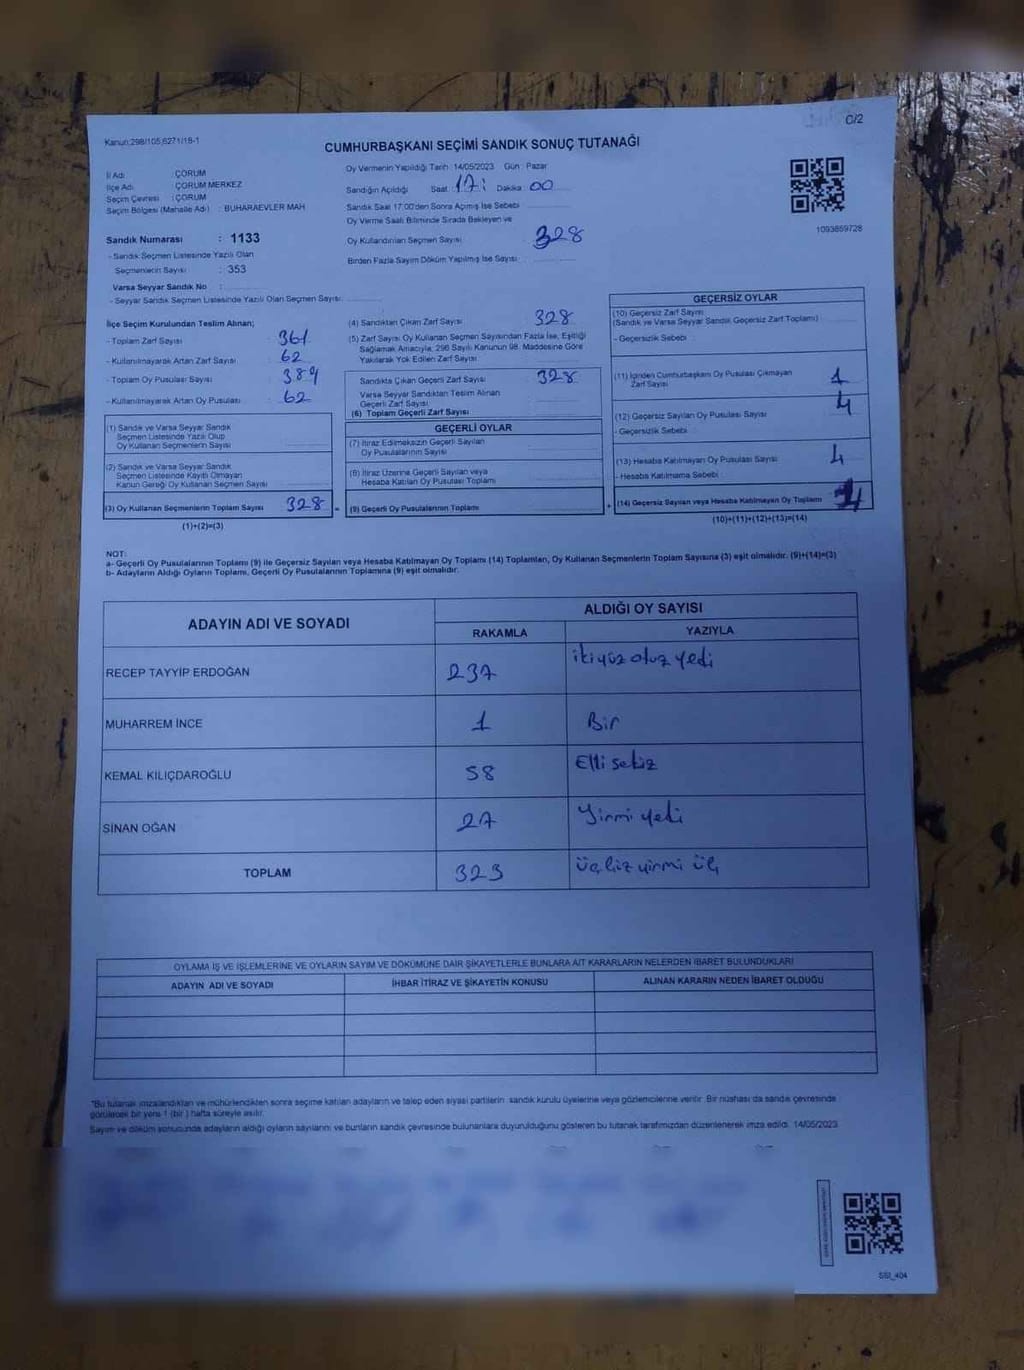 Kanun;298/105,6271/18-1
C/2
CUMHURBAŞKANI SEÇİMİ SANDIK SONUÇ TUTANAĞI
İl Adı : ÇORUM
İlçe Adı : ÇORUM MERKEZ
Seçim Çevresi : ÇORUM
Seçim Bölgesi (Mahalle Adı) : BUHARAEVLER MAH
Sandık Numarası : 1133
- Sandık Seçmen Listesinde Yazılı Olan
Seçmenlerin Sayısı : 353
Varsa Seyyar Sandık No :
- Seyyar Sandık Seçmen Listesinde Yazılı Olan Seçmen Sayısı:
Oy Vermenin Yapıldığı Tarih : 14/05/2023 Gün : Pazar
Sandığın Açıldığı Saat : 17 : Dakika 00
Sandık Saat 17:00'den Sonra Açılmış İse Sebebi
Oy Verme Saati Bitiminde Sırada Bekleyen ve
Oy Kullandırılan Seçmen Sayısı : 328
Birden Fazla Sayım Döküm Yapılmış İse Sayısı
1093859728
İlçe Seçim Kurulundan Teslim Alınan;
- Toplam Zarf Sayısı : 361
- Kullanılmayarak Artan Zarf Sayısı : 62
- Toplam Oy Pusulası Sayısı : 389
- Kullanılmayarak Artan Oy Pusulası : 62
(1) Sandık ve Varsa Seyyar Sandık
Seçmen Listesinde Yazılı Olup
Oy Kullanan Seçmenlerin Sayısı
(2) Sandık ve Varsa Seyyar Sandık
Seçmen Listesinde Kayıtlı Olmayan
Kanun Gereği Oy Kullanan Seçmen Sayısı
(3) Oy Kullanan Seçmenlerin Toplam Sayısı 328
(1)+(2)=(3)
(4) Sandıktan Çıkan Zarf Sayısı 328
(5) Zarf Sayısı Oy Kullanan Seçmen Sayısından Fazla İse, Eşitliği
Sağlamak Amacıyla, 298 Sayılı Kanunun 98. Maddesine Göre
Yakılarak Yok Edilen Zarf Sayısı
Sandıkta Çıkan Geçerli Zarf Sayısı 328
Varsa Seyyar Sandıktan Teslim Alınan
Geçerli Zarf Sayısı
(6) Toplam Geçerli Zarf Sayısı
GEÇERLİ OYLAR
(7) İtiraz Edilmeksizin Geçerli Sayılan
Oy Pusulalarının Sayısı
(8) İtiraz Üzerine Geçerli Sayılan veya
Hesaba Katılan Oy Pusulası Toplamı
= (9) Geçerli Oy Pusulalarının Toplamı
GEÇERSİZ OYLAR
(10) Geçersiz Zarf Sayısı
(Sandık ve Varsa Seyyar Sandık Geçersiz Zarf Toplamı)
- Geçersizlik Sebebi :
(11) İçinden Cumhurbaşkanı Oy Pusulası Çıkmayan
Zarf Sayısı 1
(12) Geçersiz Sayılan Oy Pusulası Sayısı 4
- Geçersizlik Sebebi
(13) Hesaba Katılmayan Oy Pusulası Sayısı 4
- Hesaba Katılmama Sebebi :
+ (14) Geçersiz Sayılan veya Hesaba Katılmayan Oy Toplamı
(10)+(11)+(12)+(13)=(14)
NOT:
a- Geçerli Oy Pusulalarının Toplamı (9) ile Geçersiz Sayılan veya Hesaba Katılmayan Oy Toplamı (14) Toplamları, Oy Kullanan Seçmenlerin Toplam Sayısına (3) eşit olmalıdır. (9)+(14)=(3)
b- Adayların Aldığı Oyların Toplamı, Geçerli Oy Pusulalarının Toplamına (9) eşit olmalıdır.
ADAYIN ADI VE SOYADI
ALDIĞI OY SAYISI
RAKAMLA YAZIYLA
RECEP TAYYİP ERDOĞAN 237 ikiyüz otuz yedi
MUHARREM İNCE 1 Bir
KEMAL KILIÇDAROĞLU 58 Elli sekiz
SİNAN OĞAN 27 Yirmi yedi
TOPLAM 323 üçyüz yirmi üç
OYLAMA İŞ VE İŞLEMLERİNE VE OYLARIN SAYIM VE DÖKÜMÜNE DAİR ŞİKAYETLERLE BUNLARA AİT KARARLARIN NELERDEN İBARET BULUNDUKLARI
ADAYIN ADI VE SOYADI İHBAR İTİRAZ VE ŞİKAYETİN KONUSU ALINAN KARARIN NEDEN İBARET OLDUĞU
*Bu tutanak imzalandıktan ve mühürlendikten sonra seçime katılan adayların ve talep eden siyasi partilerin sandık kurulu üyelerine veya gözlemcilerine verilir. Bir nüshası da sandık çevresinde
görülecek bir yere 1 (bir ) hafta süreyle asılır.
Sayım ve döküm sonucunda adayların aldığı oyların sayılarını ve bunların sandık çevresinde bulunanlara duyurulduğunu gösteren bu tutanak tarafımızdan düzenlenerek imza edildi. 14/05/2023
SSI_404